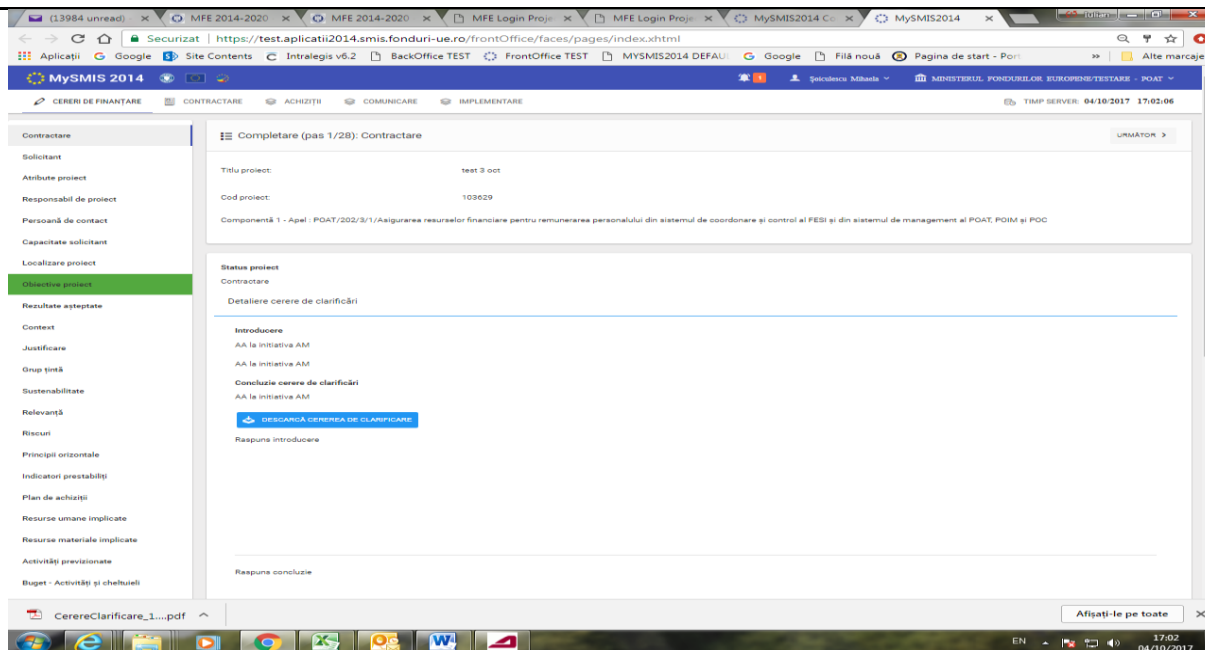 (13984 unread)
MFE 2014-2020
MFE 2014-2020
MFE Login Proje
MFE Login Proje
MySMIS2014 Co
MySMIS2014
Iulian
Securizat | https://test.aplicatii2014.smis.fonduri-ue.ro/frontOffice/faces/pages/index.xhtml
Aplicații Google Site Contents Intralegis v6.2 BackOffice TEST FrontOffice TEST MYSMIS2014 DEFAU Google Filă nouă Pagina de start - Port » Alte marcaje
MySMIS 2014
Șoiculescu Mihaela
MINISTERUL FONDURILOR EUROPENE/TESTARE - POAT
CERERI DE FINANȚARE CONTRACTARE ACHIZIȚII COMUNICARE IMPLEMENTARE
TIMP SERVER: 04/10/2017 17:02:06
Contractare
Solicitant
Atribute proiect
Responsabil de proiect
Persoană de contact
Capacitate solicitant
Localizare proiect
Obiective proiect
Rezultate așteptate
Context
Justificare
Grup țintă
Sustenabilitate
Relevanță
Riscuri
Principii orizontale
Indicatori prestabiliți
Plan de achiziții
Resurse umane implicate
Resurse materiale implicate
Activități previzionate
Buget - Activități și cheltuieli
Completare (pas 1/28): Contractare
URMĂTOR >
Titlu proiect: test 3 oct
Cod proiect: 103629
Componentă 1 - Apel : POAT/202/3/1/Asigurarea resurselor financiare pentru remunerarea personalului din sistemul de coordonare și control al FESI și din sistemul de management al POAT, POIM și POC
Status proiect
Contractare
Detaliere cerere de clarificări
Introducere
AA la initiativa AM
AA la initiativa AM
Concluzie cerere de clarificări
AA la initiativa AM
DESCARCĂ CEREREA DE CLARIFICARE
Raspuns introducere
Raspuns concluzie
CerereClarificare_1....pdf
Afișați-le pe toate
EN
17:02
04/10/2017